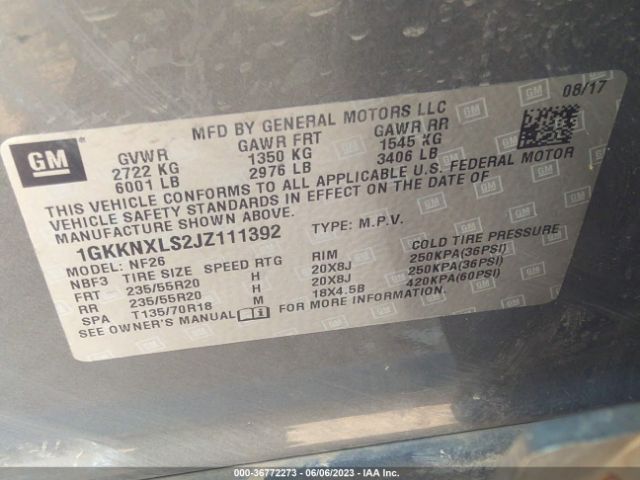 08/17
MFD BY GENERAL MOTORS LLC
GM
GVWR GAWR FRT GAWR RR
2722 KG 1350 KG 1545 KG
6001 LB 2976 LB 3406 LB
THIS VEHICLE CONFORMS TO ALL APPLICABLE U.S. FEDERAL MOTOR
VEHICLE SAFETY STANDARDS IN EFFECT ON THE DATE OF
MANUFACTURE SHOWN ABOVE.
1GKKNXLS2JZ111392 TYPE: M.P.V.
MODEL: NF26
NBF3 TIRE SIZE SPEED RTG RIM COLD TIRE PRESSURE
FRT 235/55R20 H 20X8J 250KPA(36PSI)
RR 235/55R20 H 20X8J 250KPA(36PSI)
SPA T135/70R18 M 18X4.5B 420KPA(60PSI)
SEE OWNER'S MANUAL FOR MORE INFORMATION.
© (0-36772273) - 06/06/2023 - IAA Inc.